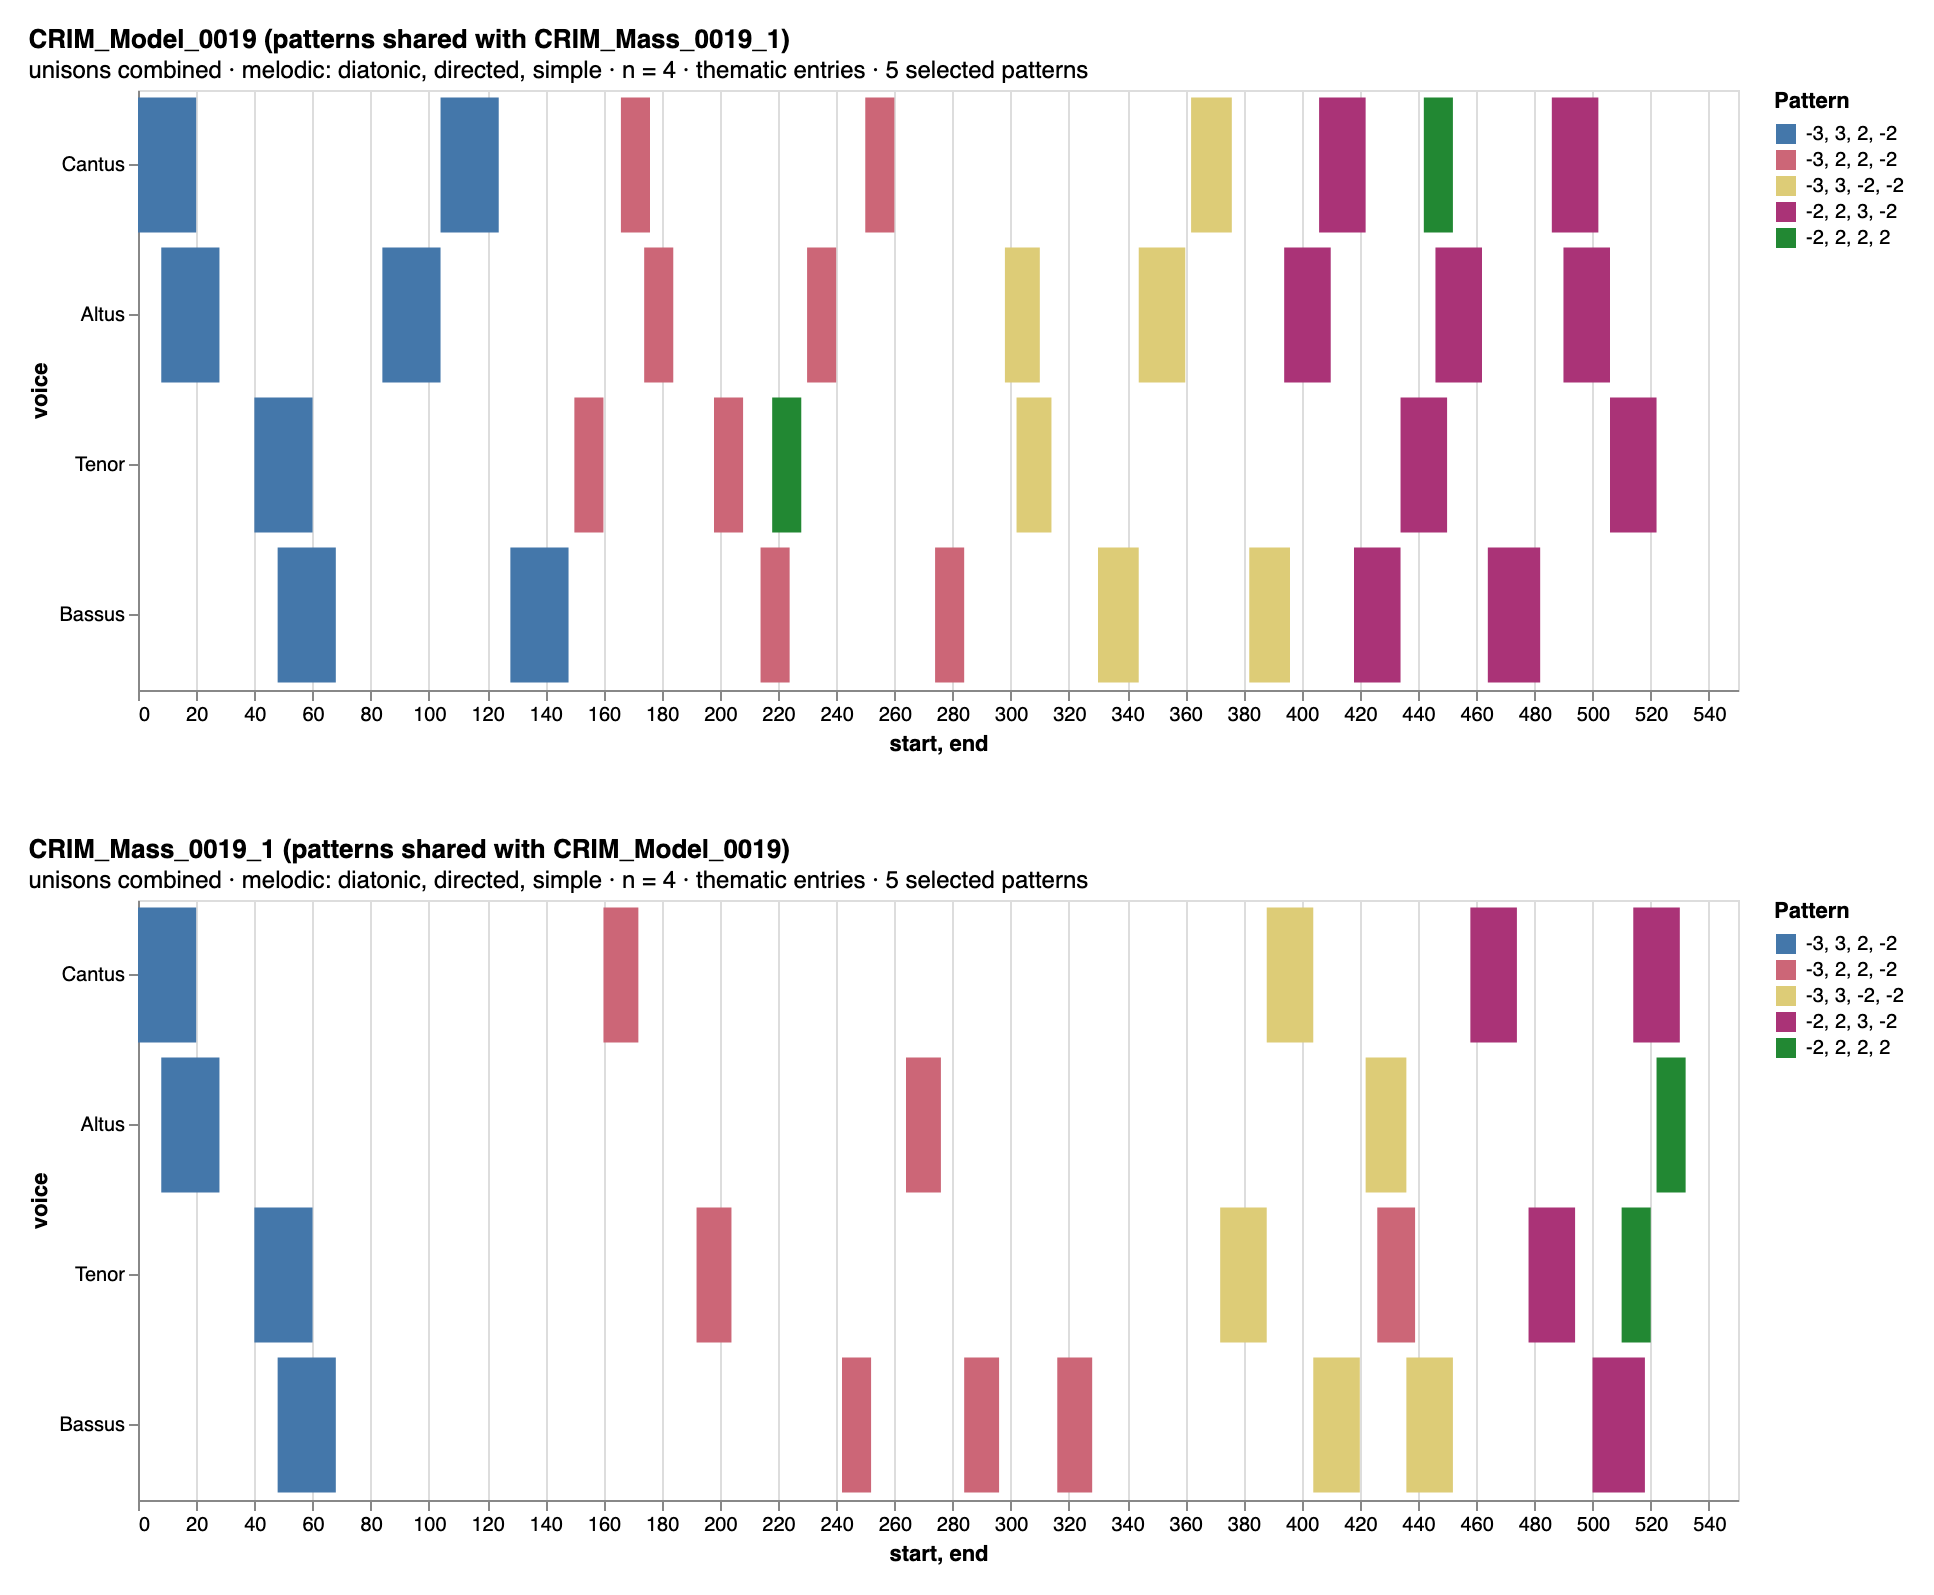 CRIM_Model_0019 (patterns shared with CRIM_Mass_0019_1)
unisons combined · melodic: diatonic, directed, simple · n = 4 · thematic entries · 5 selected patterns
Pattern
-3, 3, 2, -2
-3, 2, 2, -2
-3, 3, -2, -2
-2, 2, 3, -2
-2, 2, 2, 2
voice
Cantus
Altus
Tenor
Bassus
0 20 40 60 80 100 120 140 160 180 200 220 240 260 280 300 320 340 360 380 400 420 440 460 480 500 520 540
start, end
CRIM_Mass_0019_1 (patterns shared with CRIM_Model_0019)
unisons combined · melodic: diatonic, directed, simple · n = 4 · thematic entries · 5 selected patterns
Pattern
-3, 3, 2, -2
-3, 2, 2, -2
-3, 3, -2, -2
-2, 2, 3, -2
-2, 2, 2, 2
voice
Cantus
Altus
Tenor
Bassus
0 20 40 60 80 100 120 140 160 180 200 220 240 260 280 300 320 340 360 380 400 420 440 460 480 500 520 540
start, end